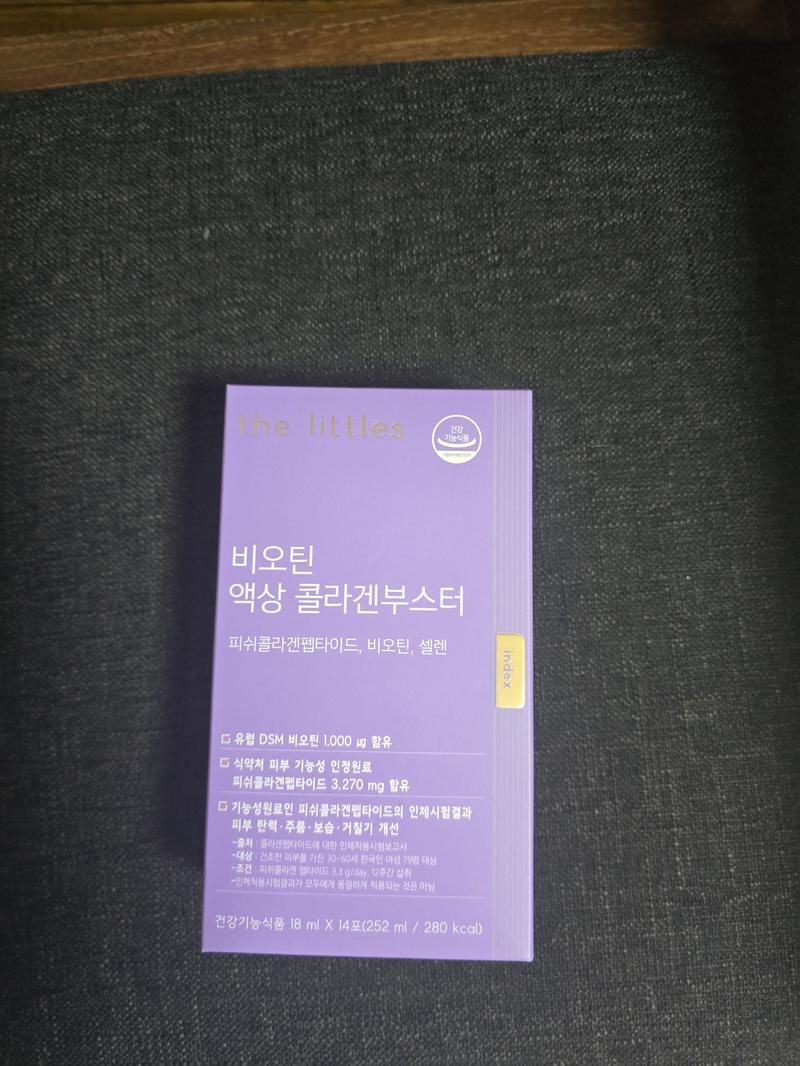 the littles
건강
기능식품
식품의약품안전처
비오틴
액상 콜라겐부스터
피쉬콜라겐펩타이드, 비오틴, 셀렌
index
유럽 DSM 비오틴 1,000 ㎍ 함유
식약처 피부 기능성 인정원료
피쉬콜라겐펩타이드 3,270 mg 함유
기능성원료인 피쉬콜라겐펩타이드의 인체시험결과
피부 탄력·주름·보습·거칠기 개선
-출처 : 콜라겐펩타이드에 대한 인체적용시험보고서
-대상 : 건조한 피부를 가진 30-60세 한국인 여성 79명 대상
-조건 : 피쉬콜라겐 펩타이드 3.3 g/day, 12주간 섭취
-인체적용시험결과가 모두에게 동일하게 적용되는 것은 아님
건강기능식품 18 ml X 14포(252 ml / 280 kcal)